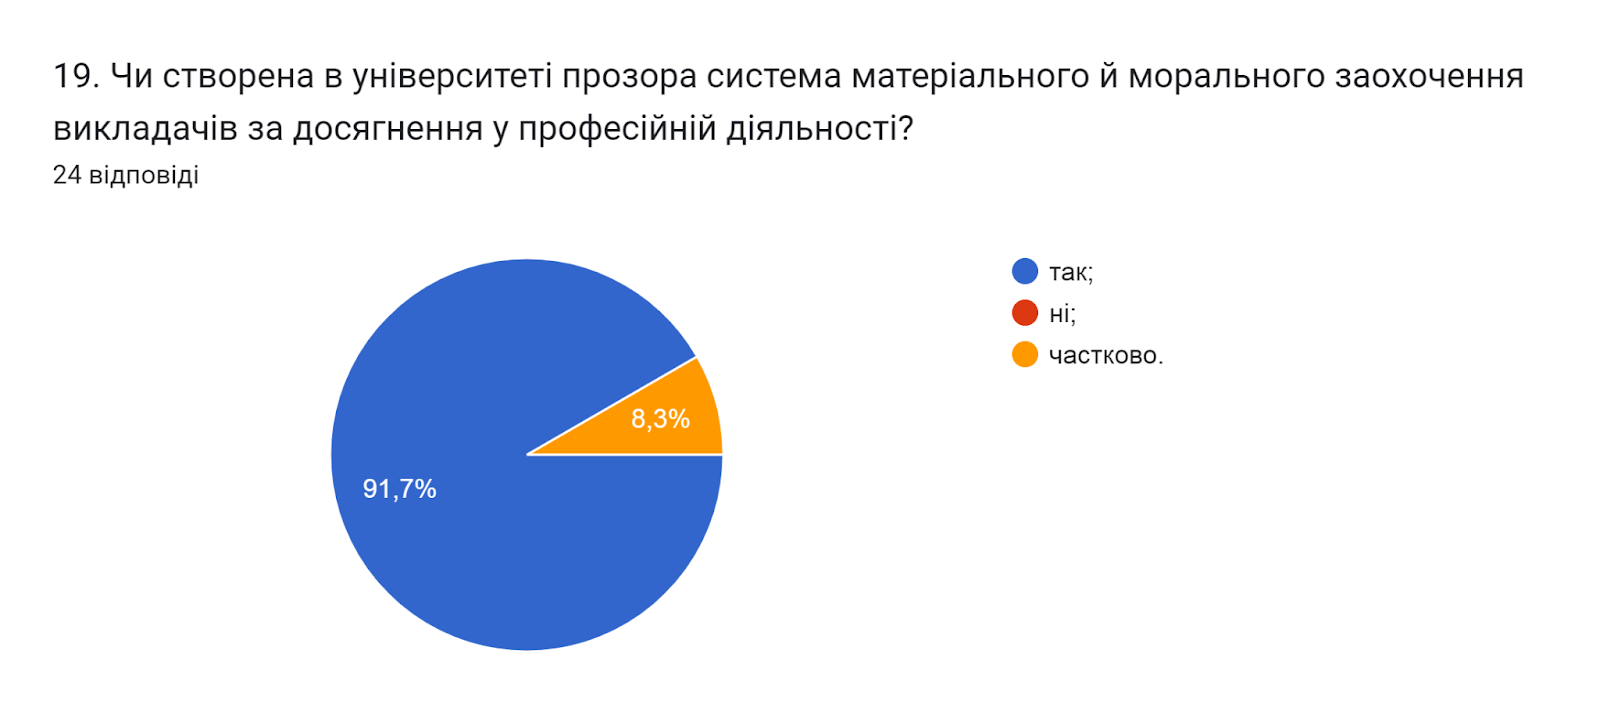 19. Чи створена в університеті прозора система матеріального й морального заохочення
викладачів за досягнення у професійній діяльності?
24 відповіді
так;
ні;
частково.
8,3%
91,7%